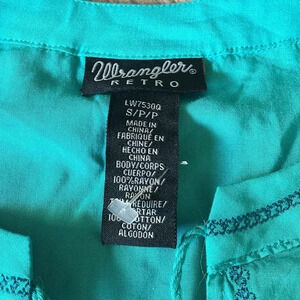 Wrangler
RETRO
LW7530Q
S/P/P
MADE IN
CHINA/
FABRIQUÉ EN
CHINE/
HECHO EN
CHINA
BODY/CORPS
CUERPO/
100%RAYON/
RAYONNE/
RAYON
100%COTTON/
COTON/
ALGODON